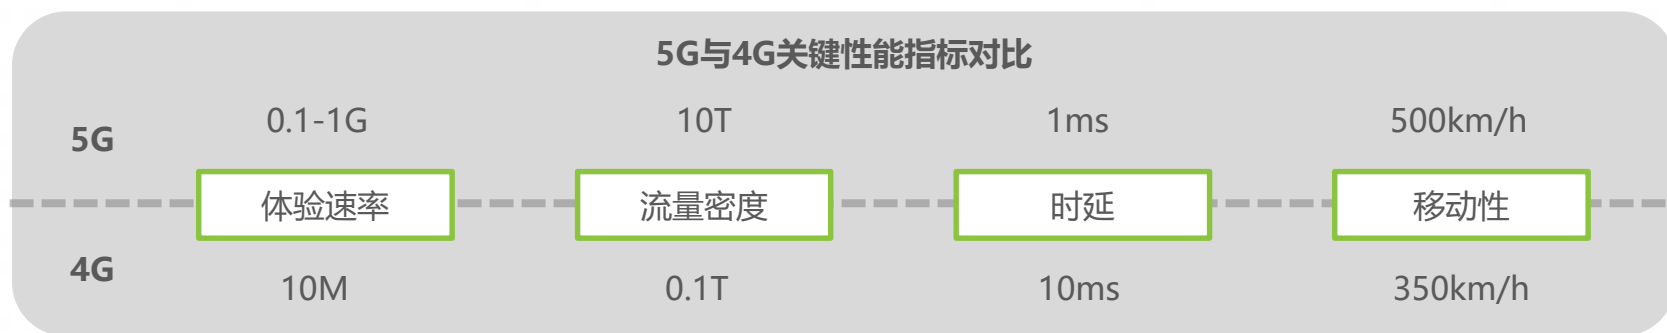 5G与4G关键性能指标对比
5G
0.1-1G
10T
1ms
500km/h
体验速率
流量密度
时延
移动性
4G
10M
0.1T
10ms
350km/h